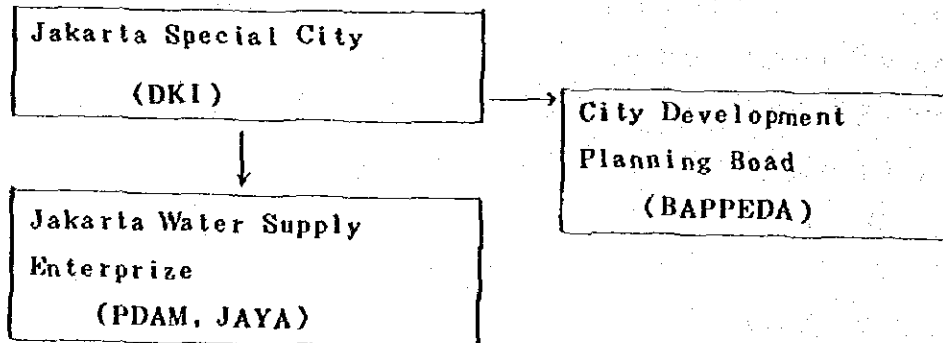 Jakarta Special City
(DKI)
City Development
Planning Boad
(BAPPEDA)
Jakarta Water Supply
Enterprize
(PDAM, JAYA)